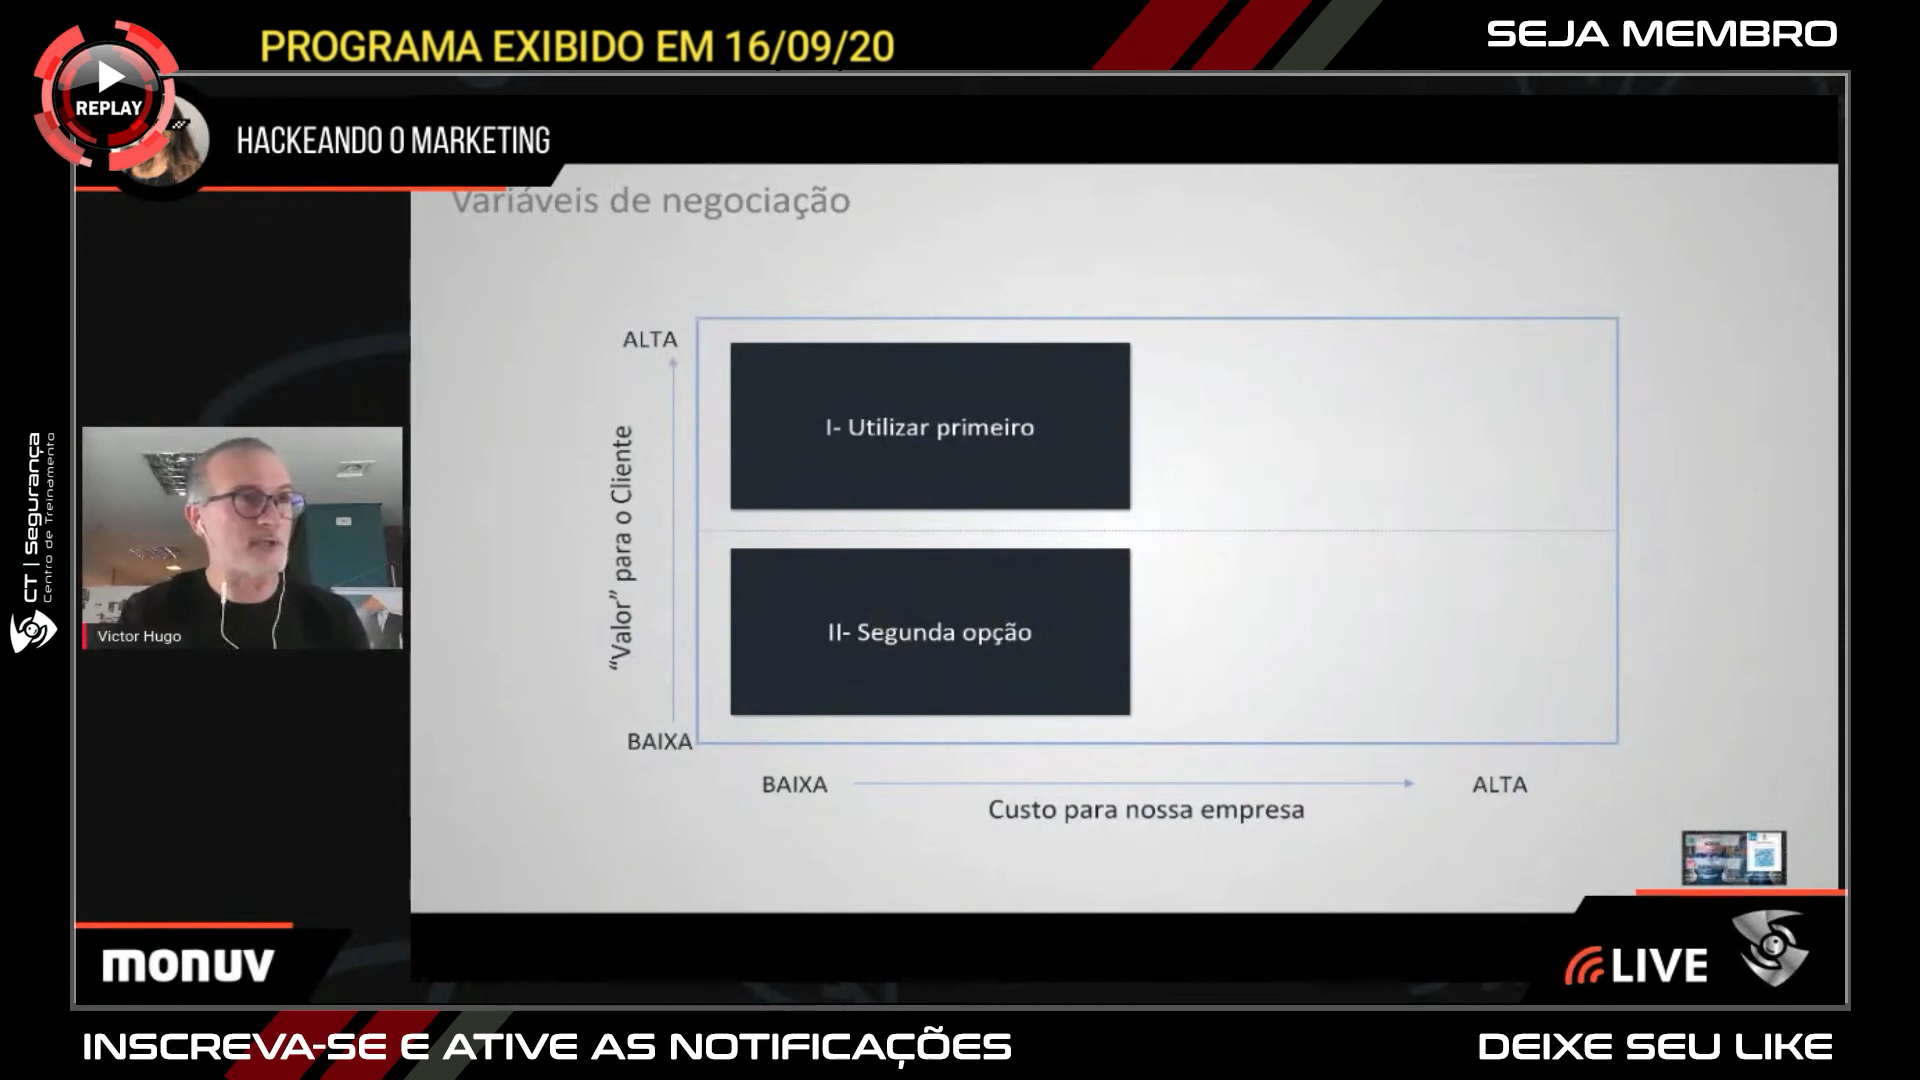 PROGRAMA EXIBIDO EM 16/09/20
SEJA MEMBRO
REPLAY
HACKEANDO O MARKETING
Variáveis de negociação
ALTA
I- Utilizar primeiro
"Valor" para o Cliente
II- Segunda opção
BAIXA
BAIXA
ALTA
Custo para nossa empresa
CT | Segurança
Centro de Treinamento
Victor Hugo
monuv
LIVE
INSCREVA-SE E ATIVE AS NOTIFICAÇÕES
DEIXE SEU LIKE